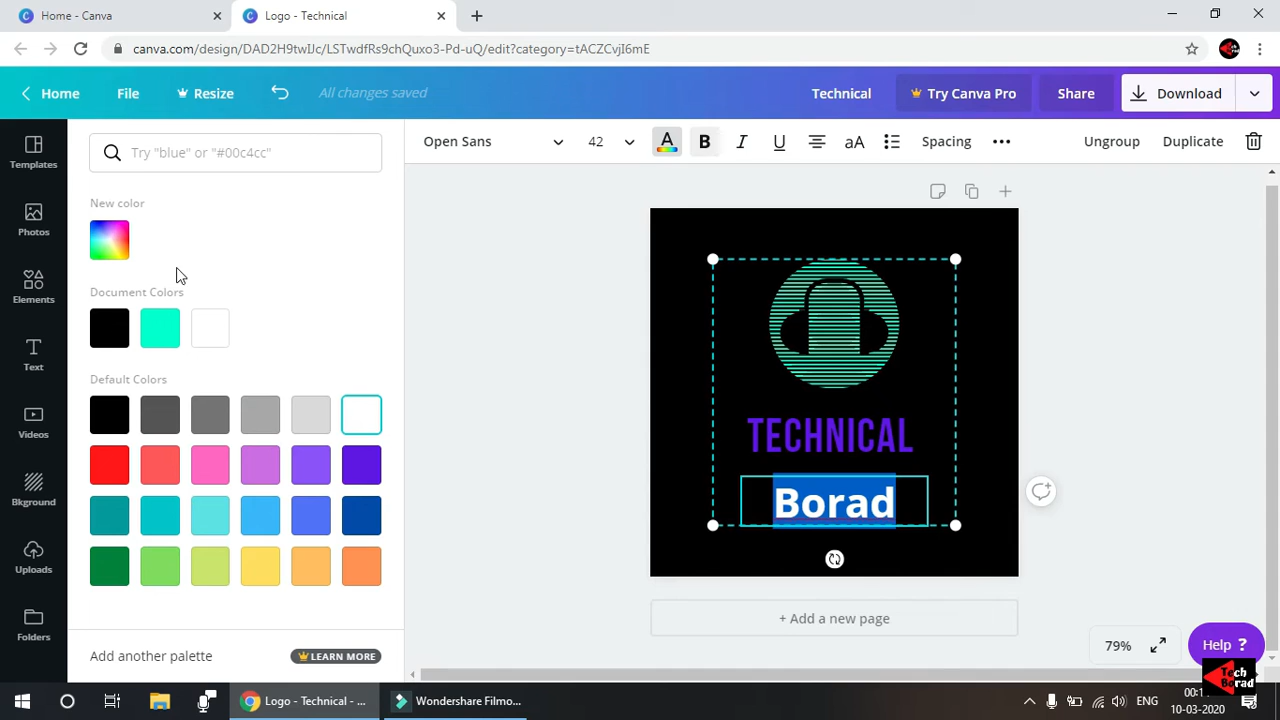 Home - Canva
Logo - Technical
canva.com/design/DAD2H9twIJc/LSTwdfRs9chQuxo3-Pd-uQ/edit?category=tACZCvjI6mE
Home
File
Resize
All changes saved
Technical
Try Canva Pro
Share
Download
Templates
Photos
Elements
Text
Videos
Bkground
Uploads
Folders
Try "blue" or "#00c4cc"
New color
Document Colors
Default Colors
Add another palette
LEARN MORE
Open Sans
42
A
B
I
U
aA
Spacing
Ungroup
Duplicate
TECHNICAL
Borad
+ Add a new page
79%
Help ?
Tech
Borad
Logo - Technical - ...
Wondershare Filmo...
ENG
10-03-2020